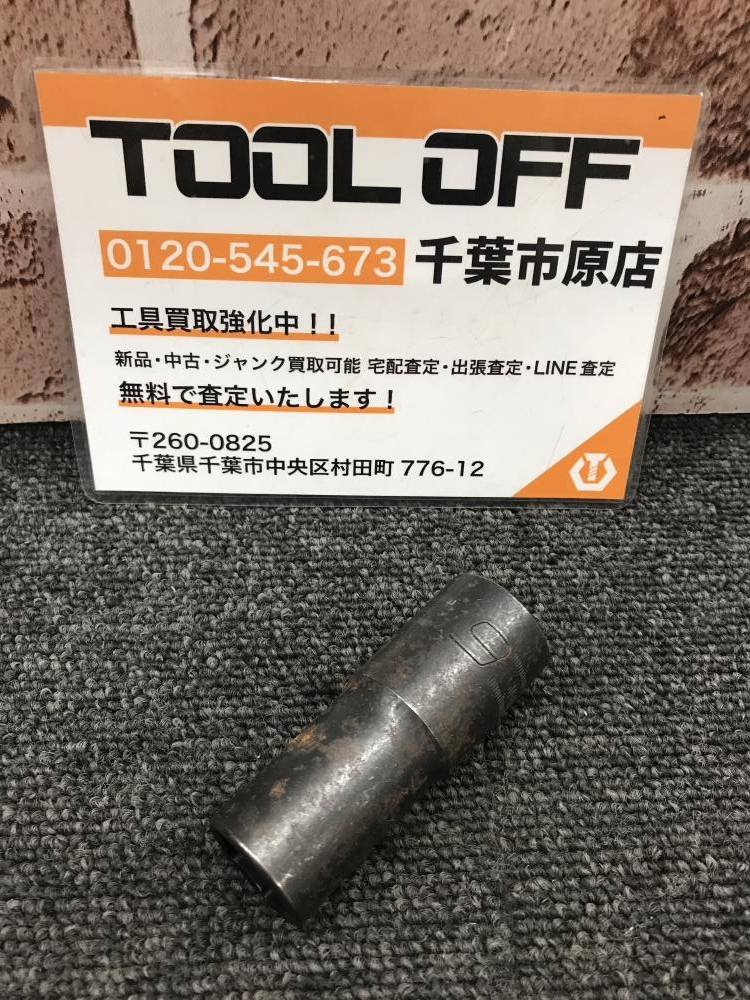 TOOL OFF
0120-545-673 千葉市原店
工具買取強化中！！
新品・中古・ジャンク買取可能 宅配査定・出張査定・LINE査定
無料で査定いたします！
〒260-0825
千葉県千葉市中央区村田町 776-12